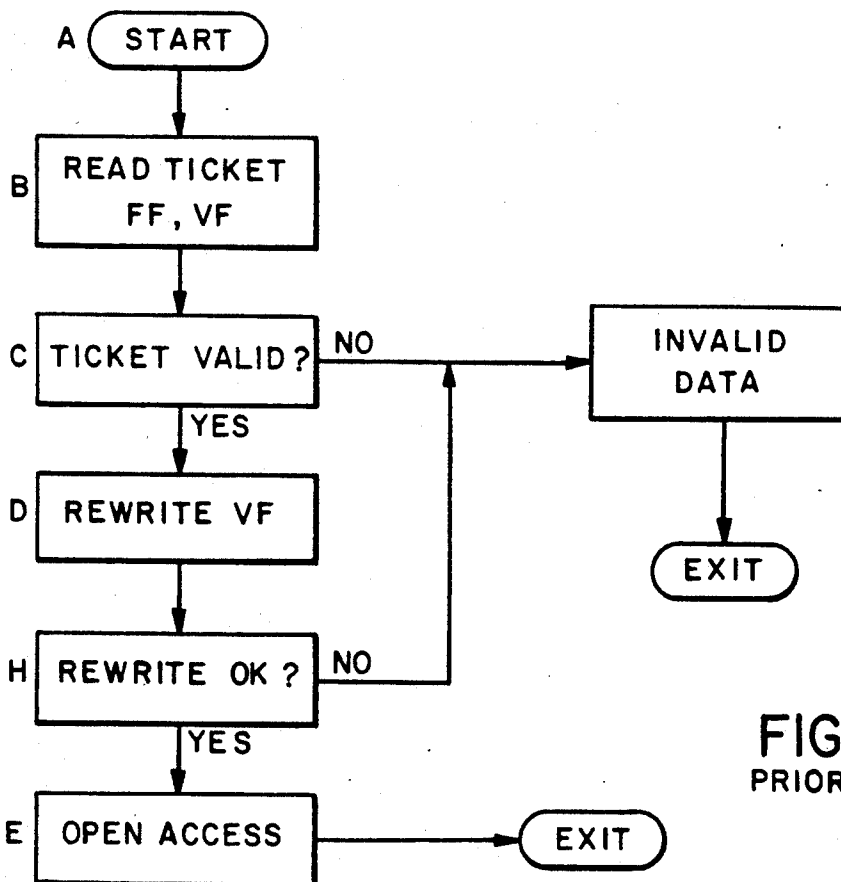 A START
B READ TICKET
FF, VF
C TICKET VALID? NO
INVALID
DATA
YES
D REWRITE VF
EXIT
H REWRITE OK? NO
YES
FIG
PRIOR
E OPEN ACCESS
EXIT